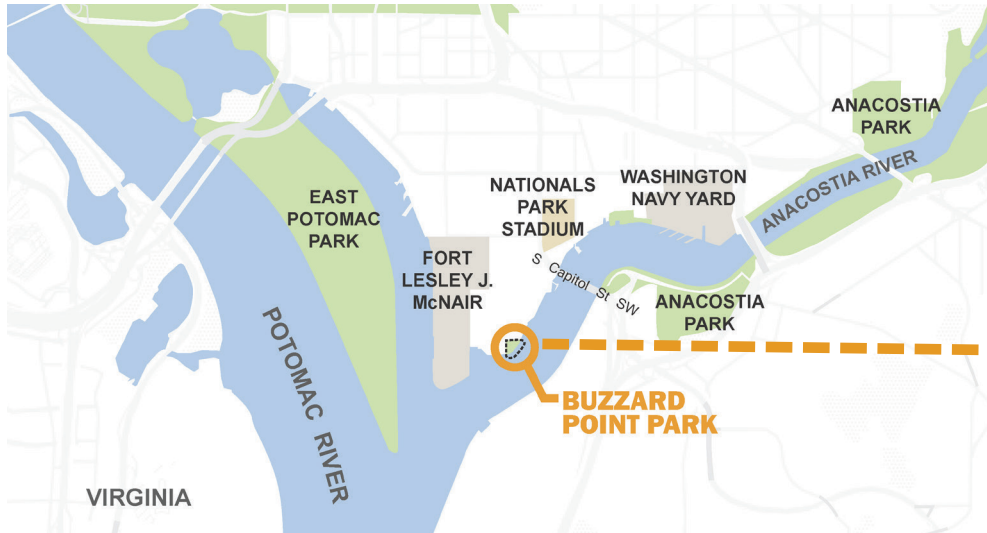 ANACOSTIA
PARK
ANACOSTIA RIVER
WASHINGTON
NAVY YARD
NATIONALS
PARK
STADIUM
EAST
POTOMAC
PARK
FORT
LESLEY J.
McNAIR
S Capitol St SW
ANACOSTIA
PARK
POTOMAC RIVER
BUZZARD
POINT PARK
VIRGINIA